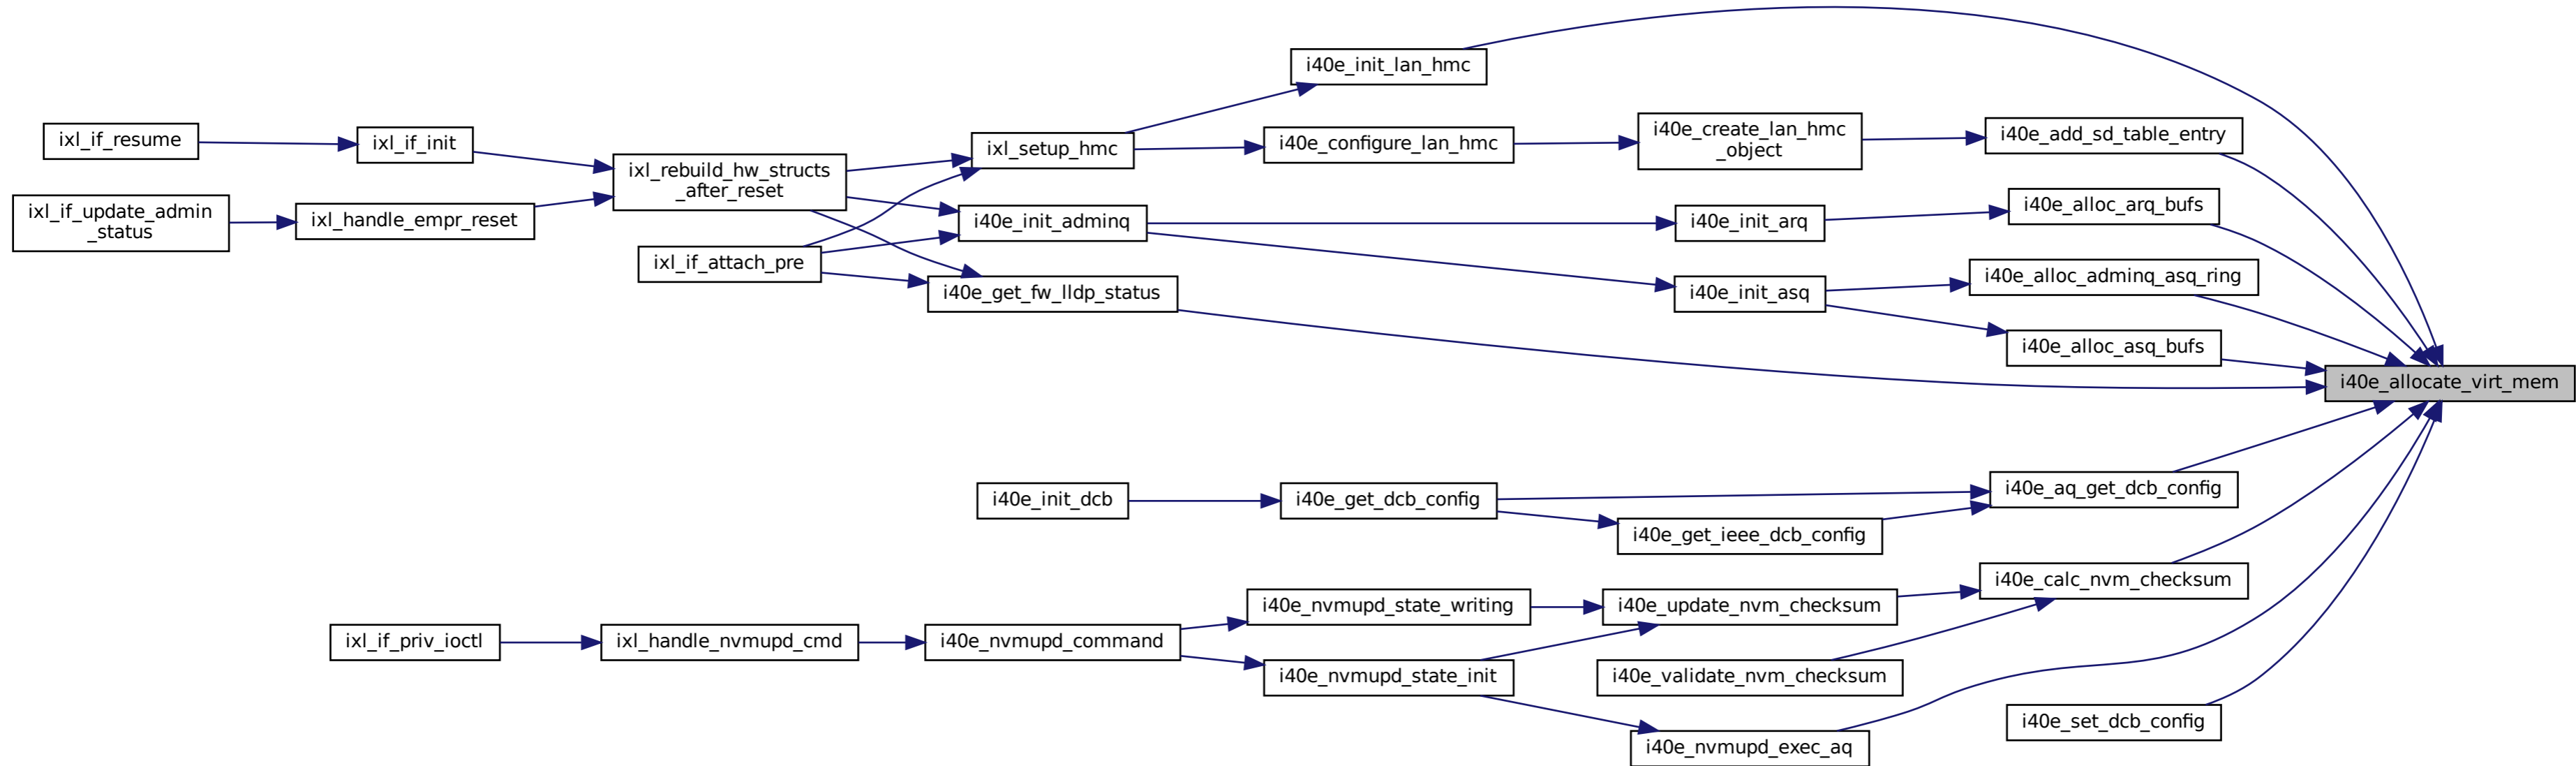 i40e_init_lan_hmc
ixl_if_resume
ixl_if_init
ixl_rebuild_hw_structs
_after_reset
ixl_setup_hmc
i40e_configure_lan_hmc
i40e_create_lan_hmc
_object
i40e_add_sd_table_entry
ixl_if_update_admin
_status
ixl_handle_empr_reset
ixl_if_attach_pre
i40e_init_adminq
i40e_get_fw_lldp_status
i40e_init_arq
i40e_alloc_arq_bufs
i40e_init_asq
i40e_alloc_adminq_asq_ring
i40e_alloc_asq_bufs
i40e_allocate_virt_mem
i40e_init_dcb
i40e_get_dcb_config
i40e_get_ieee_dcb_config
i40e_aq_get_dcb_config
i40e_calc_nvm_checksum
ixl_if_priv_ioctl
ixl_handle_nvmupd_cmd
i40e_nvmupd_command
i40e_nvmupd_state_writing
i40e_update_nvm_checksum
i40e_nvmupd_state_init
i40e_validate_nvm_checksum
i40e_set_dcb_config
i40e_nvmupd_exec_aq